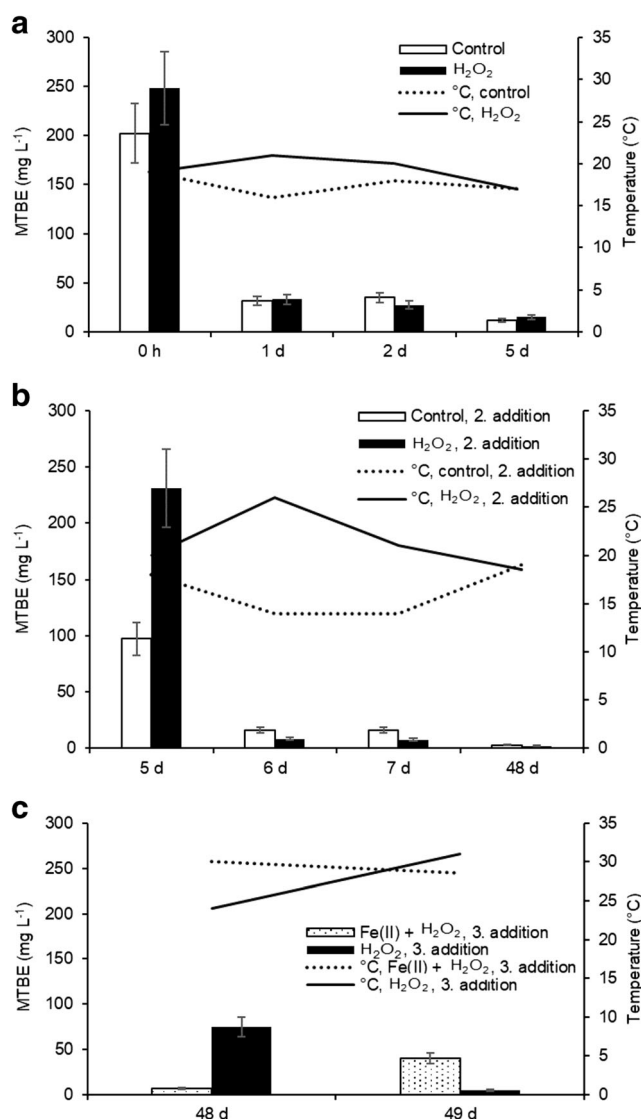 a
Control
H₂O₂
°C, control
°C, H₂O₂
MTBE (mg L⁻¹)
300
250
200
150
100
50
0
35
30
25
20
15
10
5
0
Temperature (°C)
0 h 1 d 2 d 5 d
b
Control, 2. addition
H₂O₂, 2. addition
°C, control, 2. addition
°C, H₂O₂, 2. addition
MTBE (mg L⁻¹)
300
250
200
150
100
50
0
35
30
25
20
15
10
5
0
Temperature (°C)
5 d 6 d 7 d 48 d
c
Fe(II) + H₂O₂, 3. addition
H₂O₂, 3. addition
°C, Fe(II) + H₂O₂, 3. addition
°C, H₂O₂, 3. addition
MTBE (mg L⁻¹)
300
250
200
150
100
50
0
35
30
25
20
15
10
5
0
Temperature (°C)
48 d 49 d